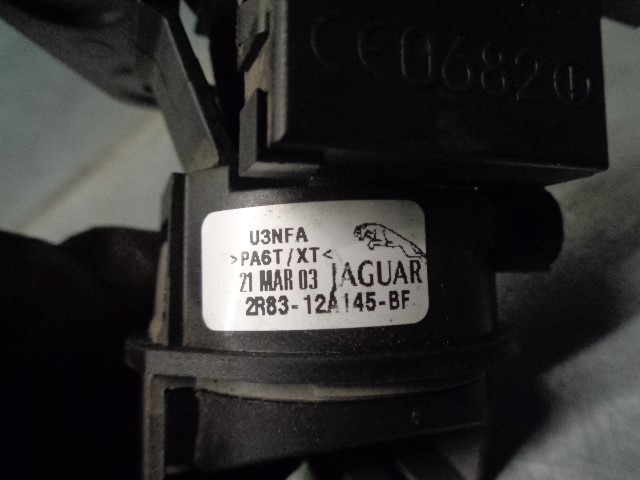 CE0682!
U3NFA
>PA6T/XT<
21 MAR 03 JAGUAR
2R83-12A145-BF